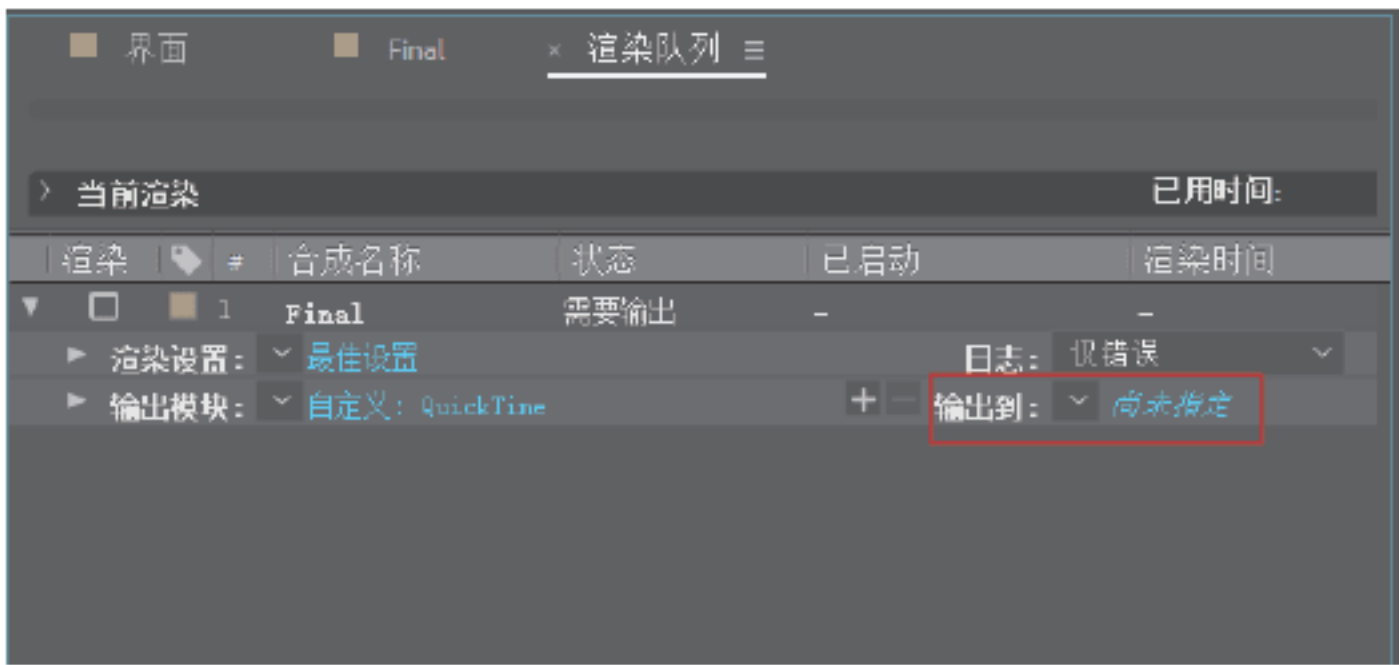 界面 Final × 渲染队列 ≡
当前渲染 已用时间:
渲染 # 合成名称 状态 已启动 渲染时间
1 Final 需要输出 - -
渲染设置: 最佳设置 日志: 仅错误
输出模块: 自定义: QuickTime + - 输出到: 尚未指定